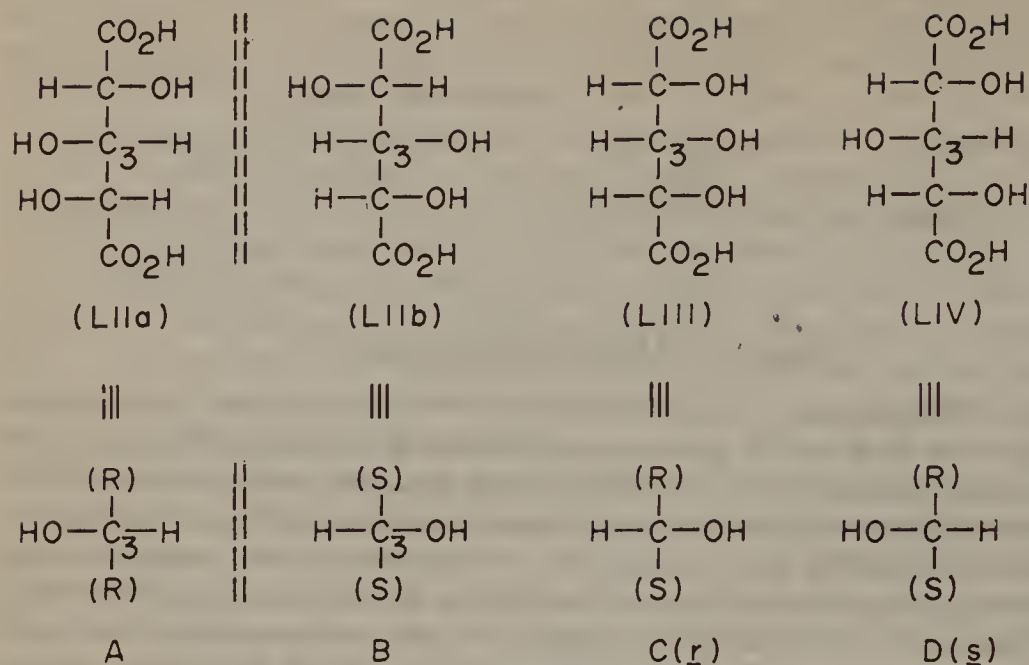 CO₂H CO₂H CO₂H CO₂H
H—C—OH HO—C—H H—C—OH H—C—OH
HO—C₃—H H—C₃—OH H—C₃—OH HO—C₃—H
HO—C—H H—C—OH H—C—OH H—C—OH
CO₂H CO₂H CO₂H CO₂H
(LIIa) (LIIb) (LIII) (LIV)
(R) (S) (R) (R)
HO—C₃—H H—C₃—OH H—C—OH HO—C—H
(R) (S) (S) (S)
A B C(r) D(s)